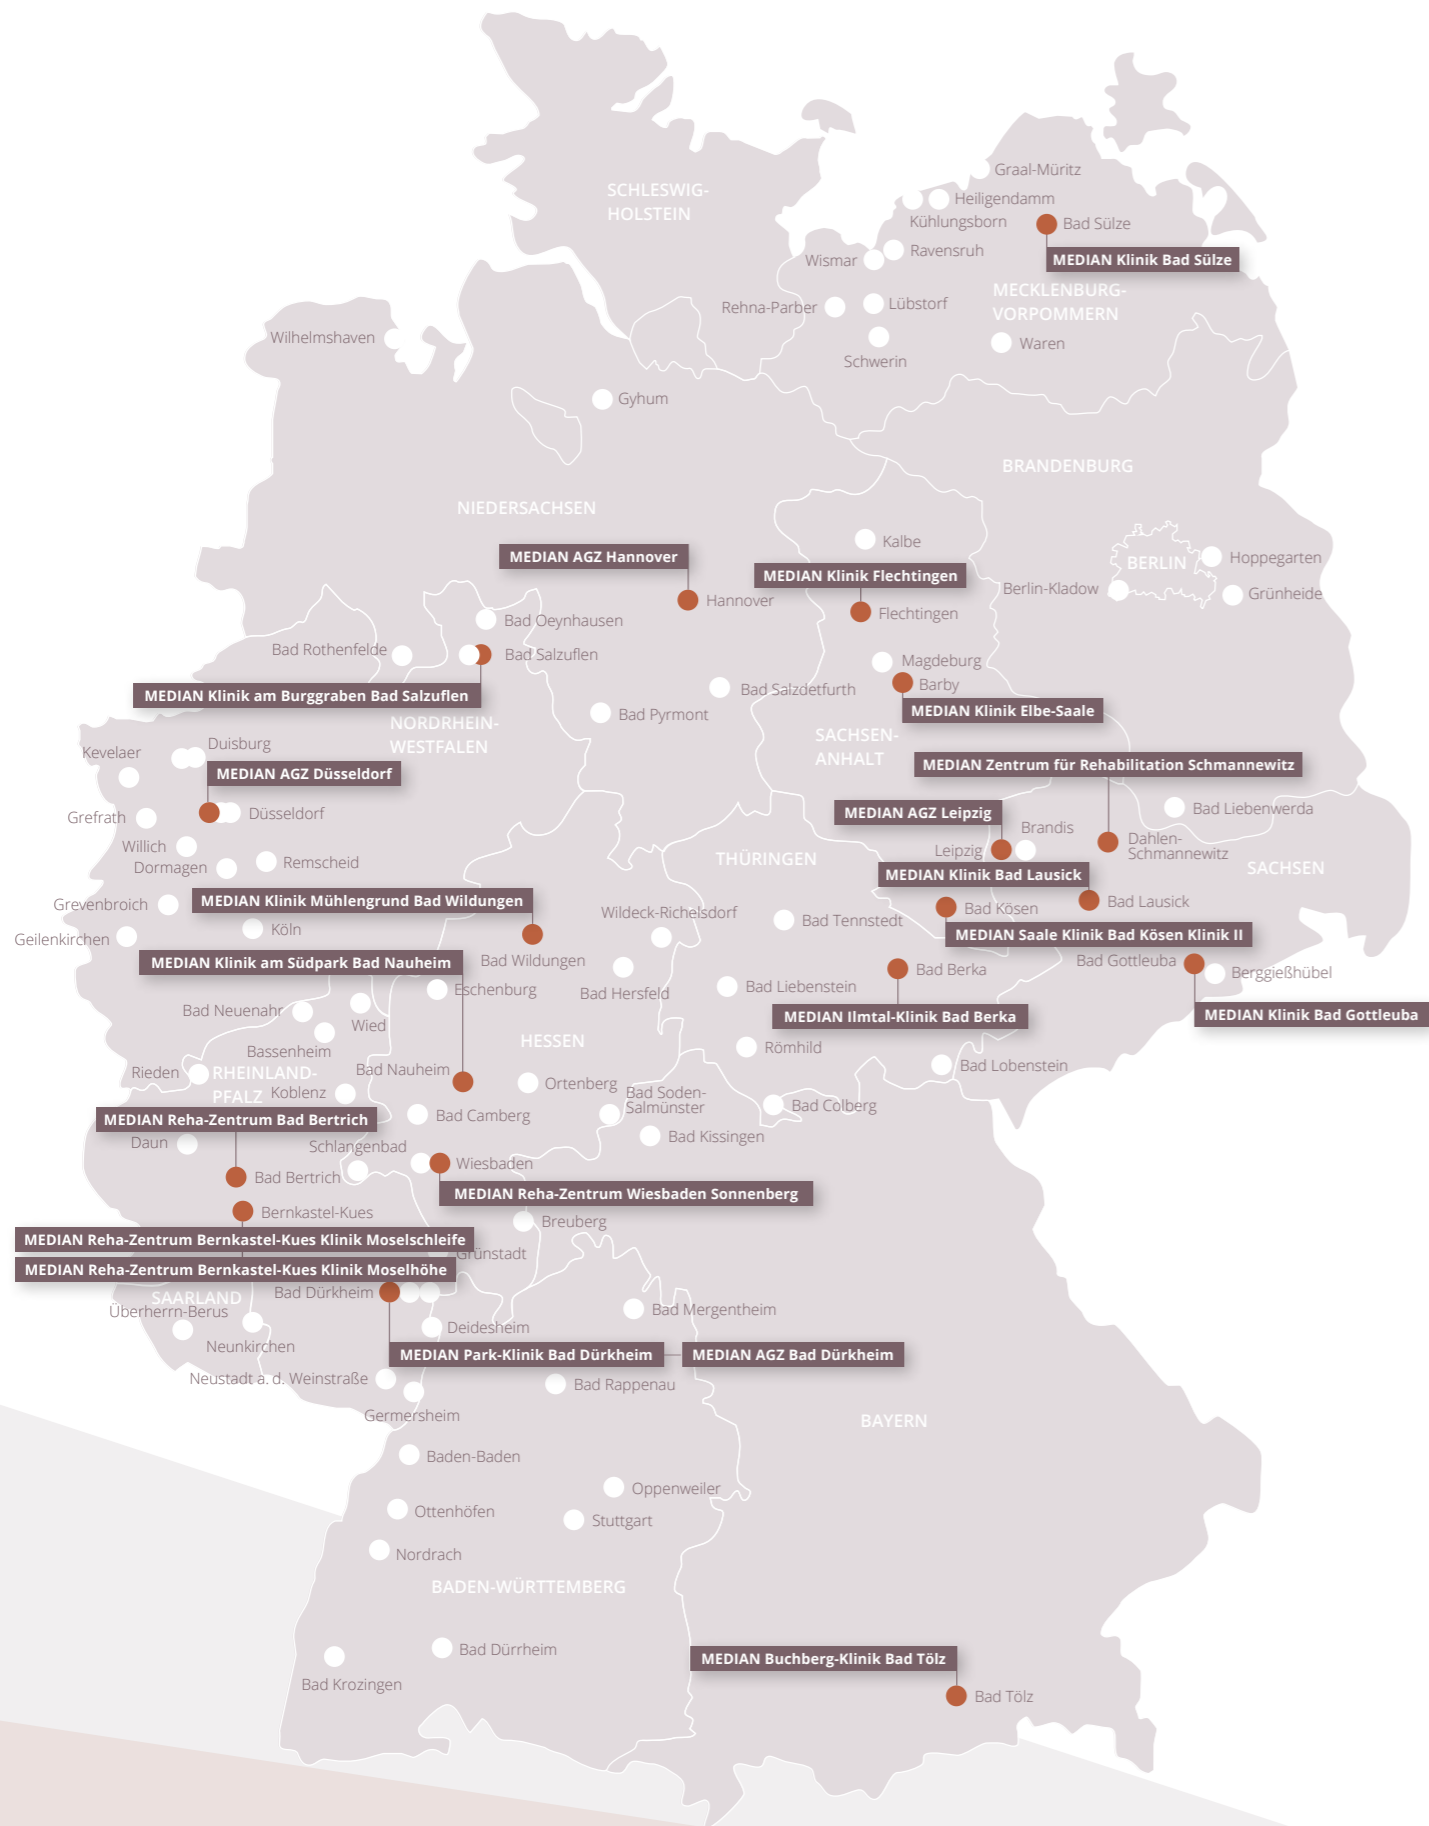 Graal-Müritz
SCHLESWIG-
HOLSTEIN
Heiligendamm
Kühlungsborn
Bad Sülze
Ravensruh
Wismar
MEDIAN Klinik Bad Sülze
MECKLENBURG-
VORPOMMERN
Rehna-Parber
Lübstorf
Wilhelmshaven
Waren
Schwerin
Gyhum
BRANDENBURG
NIEDERSACHSEN
Kalbe
MEDIAN AGZ Hannover
Hoppegarten
BERLIN
MEDIAN Klinik Flechtingen
Berlin-Kladow
Grünheide
Hannover
Flechtingen
Bad Oeynhausen
Bad Rothenfelde
Bad Salzuflen
Magdeburg
Barby
Bad Salzdetfurth
MEDIAN Klinik am Burggraben Bad Salzuflen
MEDIAN Klinik Elbe-Saale
Bad Pyrmont
NORDRHEIN-
WESTFALEN
SACHSEN-
ANHALT
Duisburg
Kevelaer
MEDIAN Zentrum für Rehabilitation Schmannewitz
MEDIAN AGZ Düsseldorf
Bad Liebenwerda
MEDIAN AGZ Leipzig
Grefrath
Düsseldorf
Brandis
Willich
Leipzig
Dahlen-
Schmannewitz
Dormagen
Remscheid
THÜRINGEN
SACHSEN
MEDIAN Klinik Bad Lausick
MEDIAN Klinik Mühlengrund Bad Wildungen
Bad Lausick
Grevenbroich
Wildeck-Richelsdorf
Bad Kösen
Bad Tennstedt
Köln
Geilenkirchen
MEDIAN Saale Klinik Bad Kösen Klinik II
MEDIAN Klinik am Südpark Bad Nauheim
Bad Wildungen
Bad Gottleuba
Bad Berka
Berggießhübel
Eschenburg
Bad Hersfeld
Bad Liebenstein
Bad Neuenahr
Wied
MEDIAN Ilmtal-Klinik Bad Berka
MEDIAN Klinik Bad Gottleuba
HESSEN
Bassenheim
Römhild
Bad Lobenstein
Rieden
RHEINLAND-
PFALZ
Bad Nauheim
Koblenz
Ortenberg
Bad Soden-
Salmünster
Bad Colberg
MEDIAN Reha-Zentrum Bad Bertrich
Bad Camberg
Bad Kissingen
Daun
Schlangenbad
Wiesbaden
Bad Bertrich
MEDIAN Reha-Zentrum Wiesbaden Sonnenberg
Bernkastel-Kues
Breuberg
MEDIAN Reha-Zentrum Bernkastel-Kues Klinik Moselschleife
Grünstadt
MEDIAN Reha-Zentrum Bernkastel-Kues Klinik Moselhöhe
SAARLAND
Bad Dürkheim
Überherrn-Berus
Bad Mergentheim
Deidesheim
Neunkirchen
MEDIAN Park-Klinik Bad Dürkheim
MEDIAN AGZ Bad Dürkheim
Neustadt a. d. Weinstraße
Bad Rappenau
Germersheim
BAYERN
Baden-Baden
Oppenweiler
Ottenhöfen
Stuttgart
Nordrach
BADEN-WÜRTTEMBERG
Bad Dürrheim
MEDIAN Buchberg-Klinik Bad Tölz
Bad Krozingen
Bad Tölz